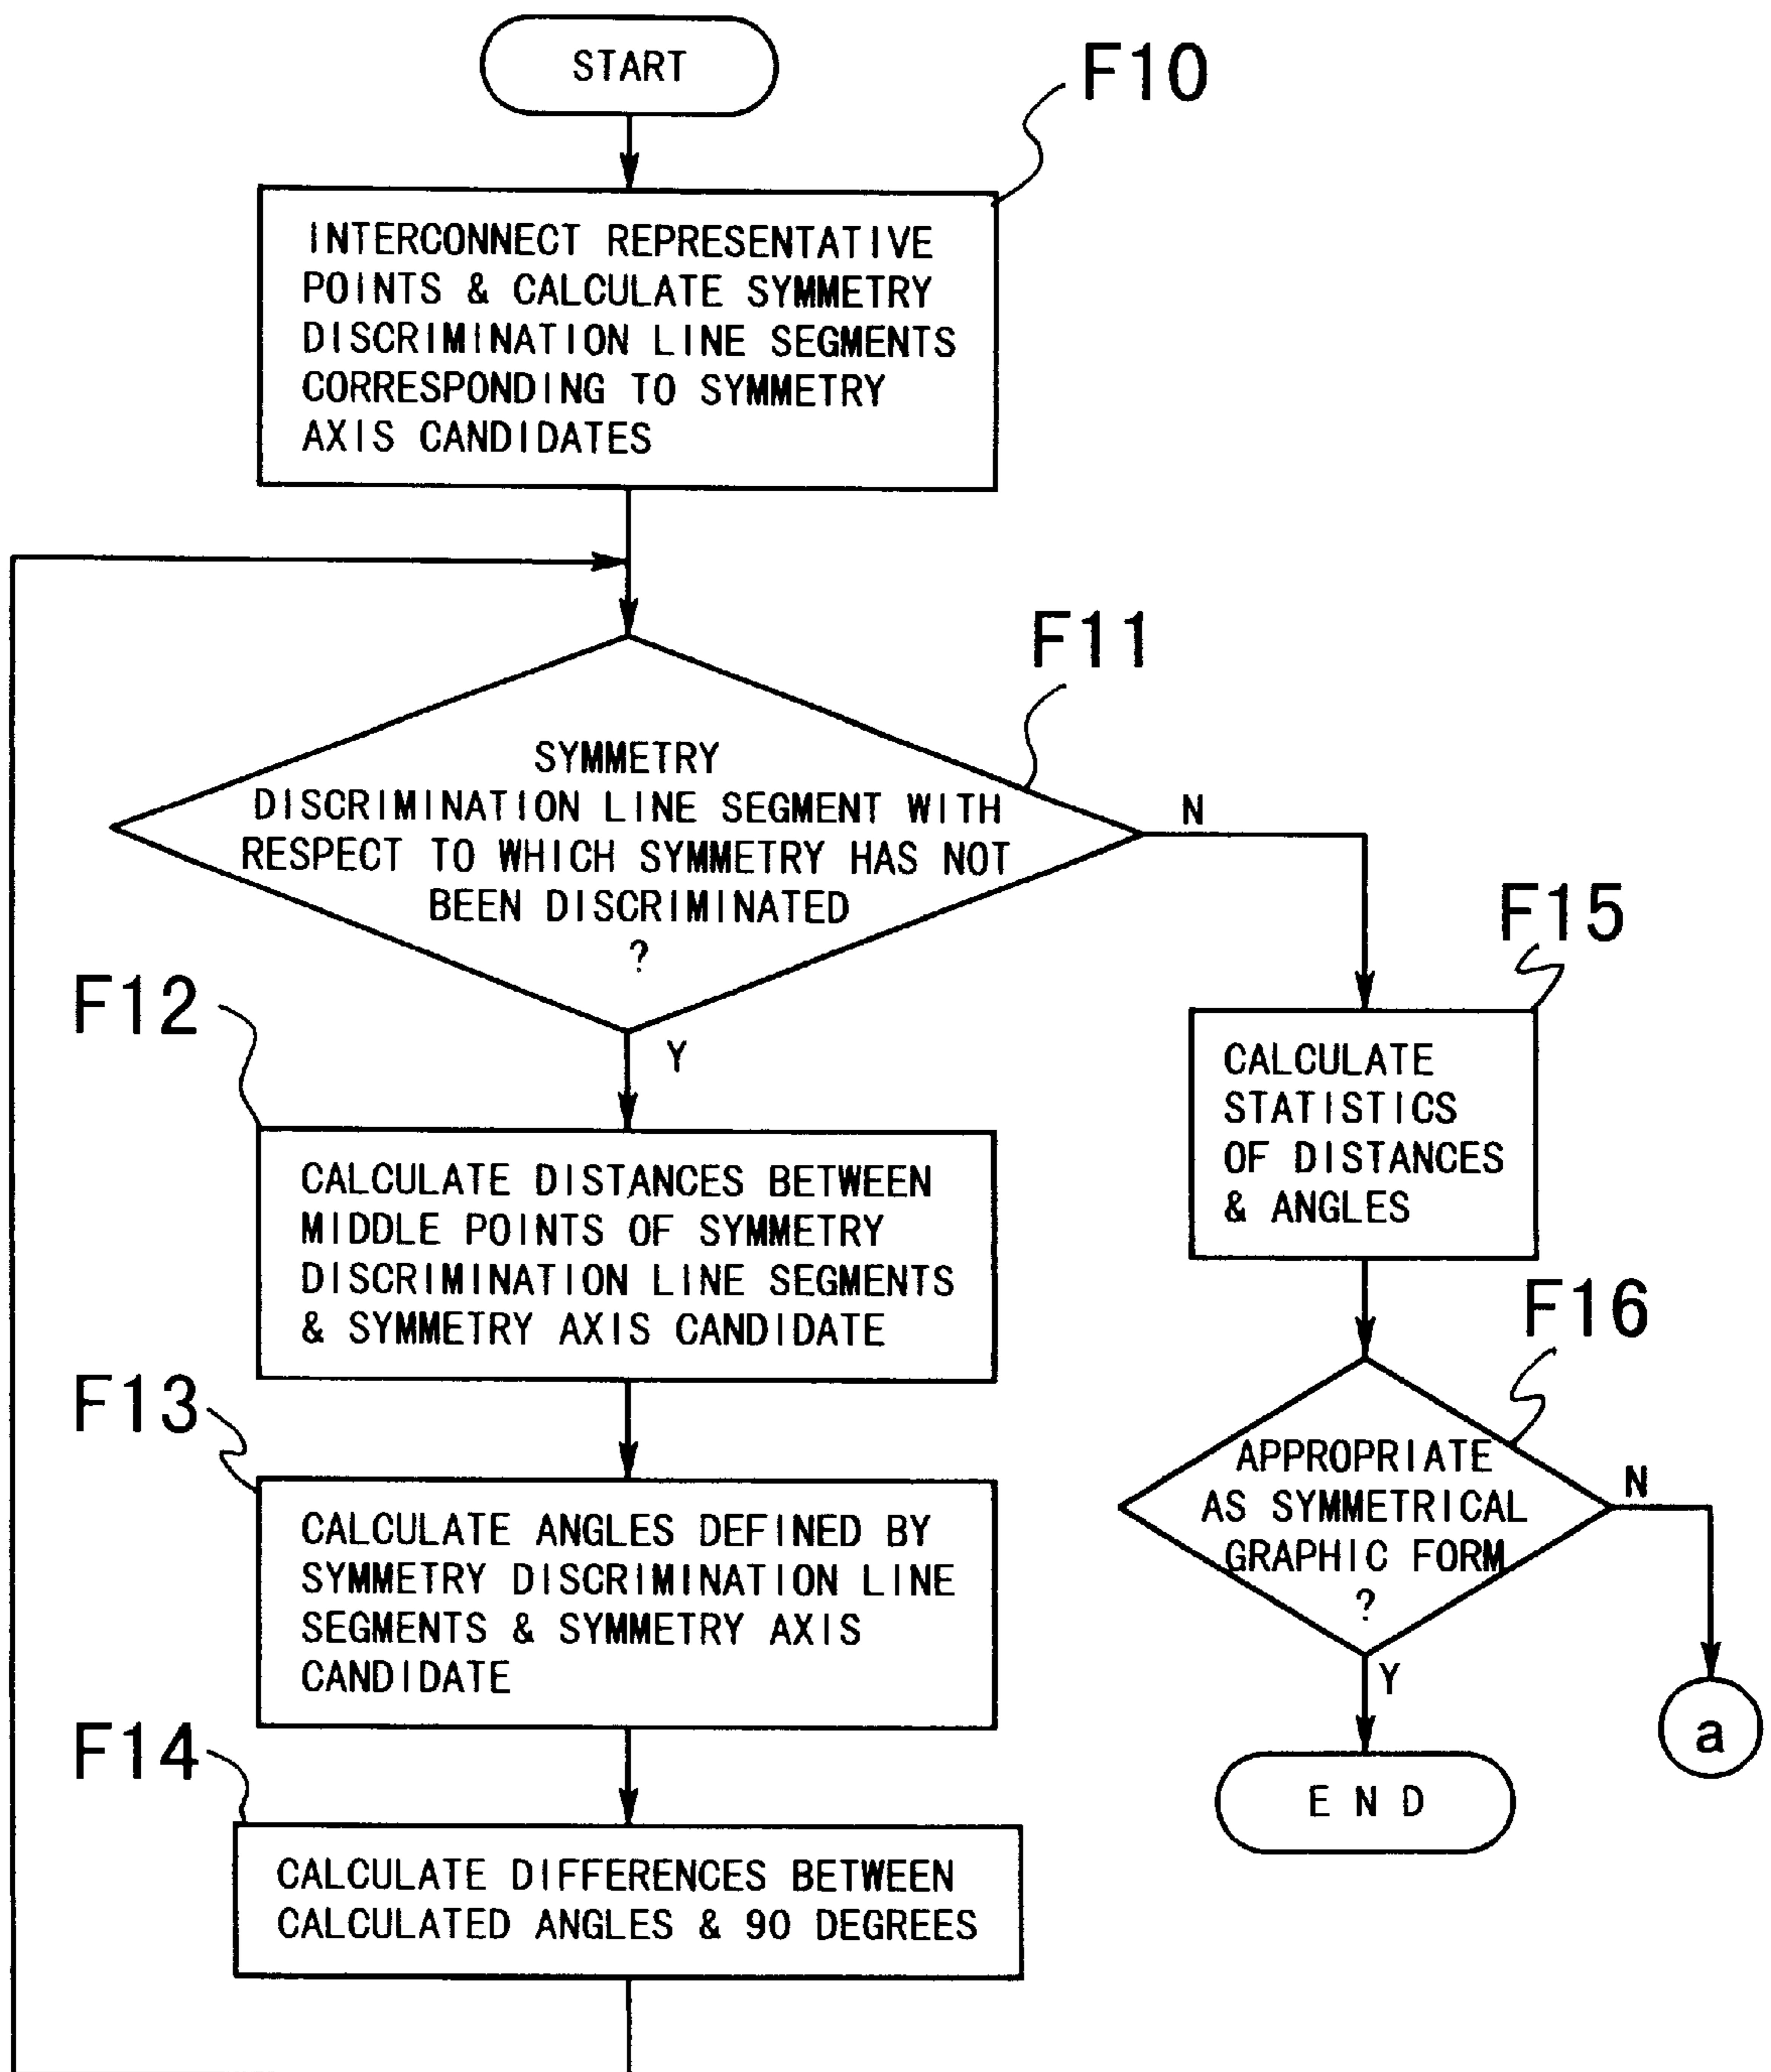 START
F10
INTERCONNECT REPRESENTATIVE
POINTS & CALCULATE SYMMETRY
DISCRIMINATION LINE SEGMENTS
CORRESPONDING TO SYMMETRY
AXIS CANDIDATES
F11
SYMMETRY
DISCRIMINATION LINE SEGMENT WITH
RESPECT TO WHICH SYMMETRY HAS NOT
BEEN DISCRIMINATED
?
N
Y
F12
CALCULATE DISTANCES BETWEEN
MIDDLE POINTS OF SYMMETRY
DISCRIMINATION LINE SEGMENTS
& SYMMETRY AXIS CANDIDATE
F13
CALCULATE ANGLES DEFINED BY
SYMMETRY DISCRIMINATION LINE
SEGMENTS & SYMMETRY AXIS
CANDIDATE
F14
CALCULATE DIFFERENCES BETWEEN
CALCULATED ANGLES & 90 DEGREES
F15
CALCULATE
STATISTICS
OF DISTANCES
& ANGLES
F16
APPROPRIATE
AS SYMMETRICAL
GRAPHIC FORM
?
N
Y
a
END